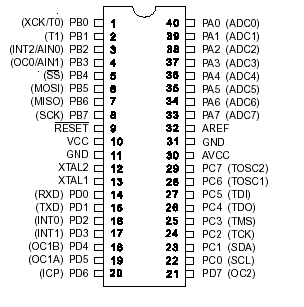 (XCK/T0) PB0 1 40 PA0 (ADC0)
(T1) PB1 2 39 PA1 (ADC1)
(INT2/AIN0) PB2 3 38 PA2 (ADC2)
(OC0/AIN1) PB3 4 37 PA3 (ADC3)
(SS) PB4 5 36 PA4 (ADC4)
(MOSI) PB5 6 35 PA5 (ADC5)
(MISO) PB6 7 34 PA6 (ADC6)
(SCK) PB7 8 33 PA7 (ADC7)
RESET 9 32 AREF
VCC 10 31 GND
GND 11 30 AVCC
XTAL2 12 29 PC7 (TOSC2)
XTAL1 13 28 PC6 (TOSC1)
(RXD) PD0 14 27 PC5 (TDI)
(TXD) PD1 15 26 PC4 (TDO)
(INT0) PD2 16 25 PC3 (TMS)
(INT1) PD3 17 24 PC2 (TCK)
(OC1B) PD4 18 23 PC1 (SDA)
(OC1A) PD5 19 22 PC0 (SCL)
(ICP) PD6 20 21 PD7 (OC2)